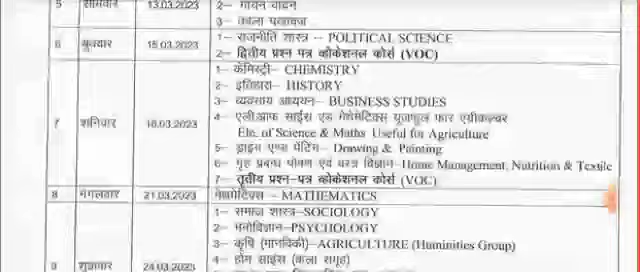 5 सोमवार 13.03.2023 2– गायन वादन
3– कला पखावज
6 बुधवार 15.03.2023 1– राजनीति शास्त्र – POLITICAL SCIENCE
2– द्वितीय प्रश्न पत्र व्होकेशनल कोर्स (VOC)
1– कैमिस्ट्री– CHEMISTRY
2– इतिहास– HISTORY
3– व्यवसाय अध्ययन– BUSINESS STUDIES
7 शनिवार 18.03.2023 4– एलीमेंट ऑफ साईंस एण्ड मैथेमेटिक्स यूजफुल फार एग्रीकल्चर
Ele. of Science & Maths Useful for Agriculture
5– ड्राइंग एण्ड पेंटिंग– Drawing & Painting
6– गृह प्रबन्ध पोषण एवं वस्त्र विज्ञान–Home Management, Nutrition & Textile
7– तृतीय प्रश्न–पत्र व्होकेशनल कोर्स (VOC)
8 मंगलवार 21.03.2023 मैथेमेटिक्स – MATHEMATICS
1– समाज शास्त्र–SOCIOLOGY
2– मनोविज्ञान–PSYCHOLOGY
3– कृषि (मानविकी)–AGRICULTURE (Huminities Group)
9 शुक्रवार 24.03.2023 4– होम साइंस (कला समूह)